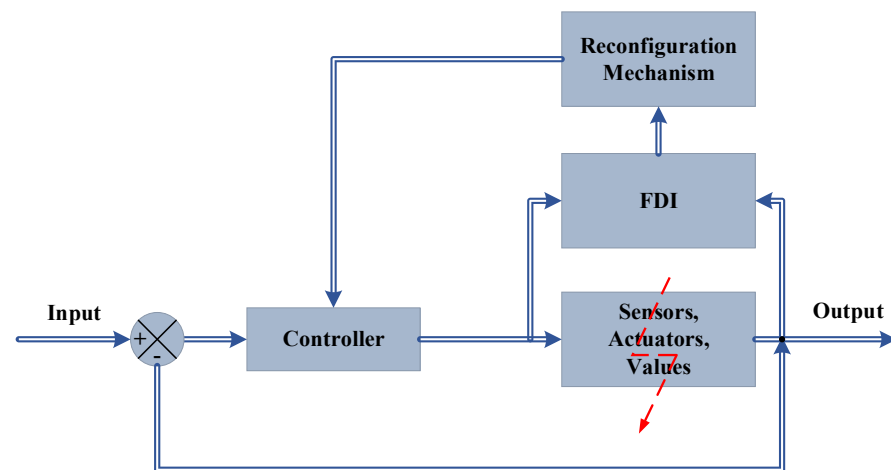 Reconfiguration
Mechanism
FDI
Input
+
-
Controller
Sensors,
Actuators,
Values
Output